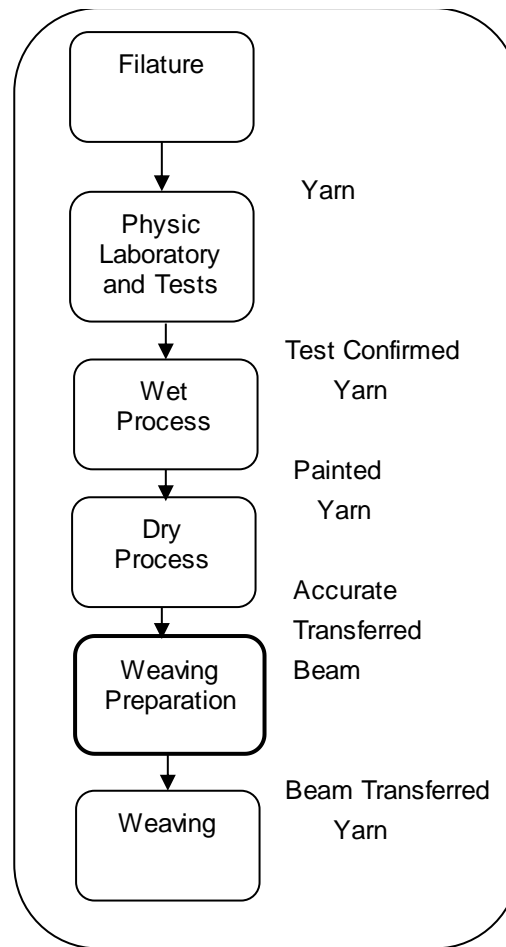 Filature
Yarn
Physic
Laboratory
and Tests
Test Confirmed
Yarn
Wet
Process
Painted
Yarn
Dry
Process
Accurate
Transferred
Beam
Weaving
Preparation
Beam Transferred
Yarn
Weaving